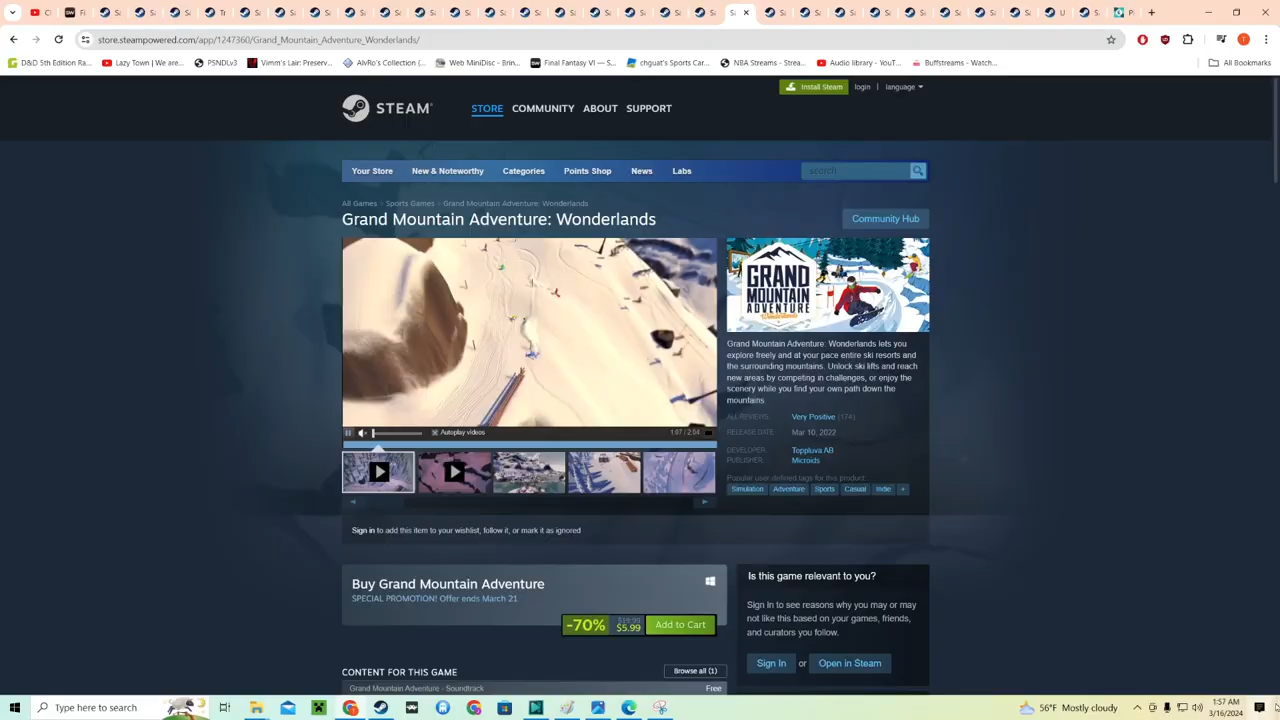 store.steampowered.com/app/1247360/Grand_Mountain_Adventure_Wonderlands/
D&D 5th Edition Ra...
Lazy Town | We are...
PSNDLv3
Vimm's Lair: Preserv...
AlvRo's Collection (...
Web MiniDisc - Brin...
Final Fantasy VI — S...
chguat's Sports Car...
NBA Streams - Strea...
Audio library - YouT...
Buffstreams - Watch...
All Bookmarks
Install Steam
login | language
STEAM
STORE COMMUNITY ABOUT SUPPORT
Your Store New & Noteworthy Categories Points Shop News Labs
search
All Games > Sports Games > Grand Mountain Adventure: Wonderlands
Grand Mountain Adventure: Wonderlands
Community Hub
GRAND
MOUNTAIN
ADVENTURE
Wonderlands
Grand Mountain Adventure: Wonderlands lets you
explore freely and at your pace entire ski resorts and
the surrounding mountains. Unlock ski lifts and reach
new areas by competing in challenges, or enjoy the
scenery while you find your own path down the
mountains.
ALL REVIEWS: Very Positive (174)
RELEASE DATE: Mar 10, 2022
DEVELOPER: Toppluva AB
PUBLISHER: Microids
Popular user-defined tags for this product:
Simulation Adventure Sports Casual Indie +
Autoplay videos
1:07 / 2:04
Sign in to add this item to your wishlist, follow it, or mark it as ignored
Buy Grand Mountain Adventure
SPECIAL PROMOTION! Offer ends March 21
-70%
$19.99
$5.99
Add to Cart
Is this game relevant to you?
Sign In to see reasons why you may or may
not like this based on your games, friends,
and curators you follow.
Sign In or Open in Steam
CONTENT FOR THIS GAME
Browse all (1)
Grand Mountain Adventure - Soundtrack
Free
Type here to search
56°F Mostly cloudy
1:57 AM
3/16/2024